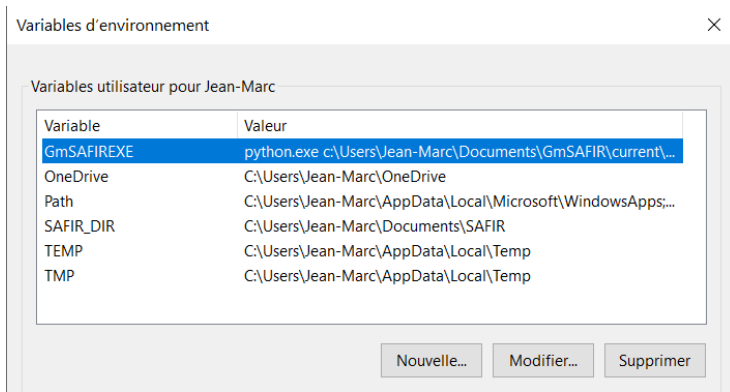 Variables d’environnement
Variables utilisateur pour Jean-Marc
Variable Valeur
GmSAFIREXE python.exe c:\Users\Jean-Marc\Documents\GmSAFIR\current\...
OneDrive C:\Users\Jean-Marc\OneDrive
Path C:\Users\Jean-Marc\AppData\Local\Microsoft\WindowsApps;...
SAFIR_DIR C:\Users\Jean-Marc\Documents\SAFIR
TEMP C:\Users\Jean-Marc\AppData\Local\Temp
TMP C:\Users\Jean-Marc\AppData\Local\Temp
Nouvelle... Modifier... Supprimer